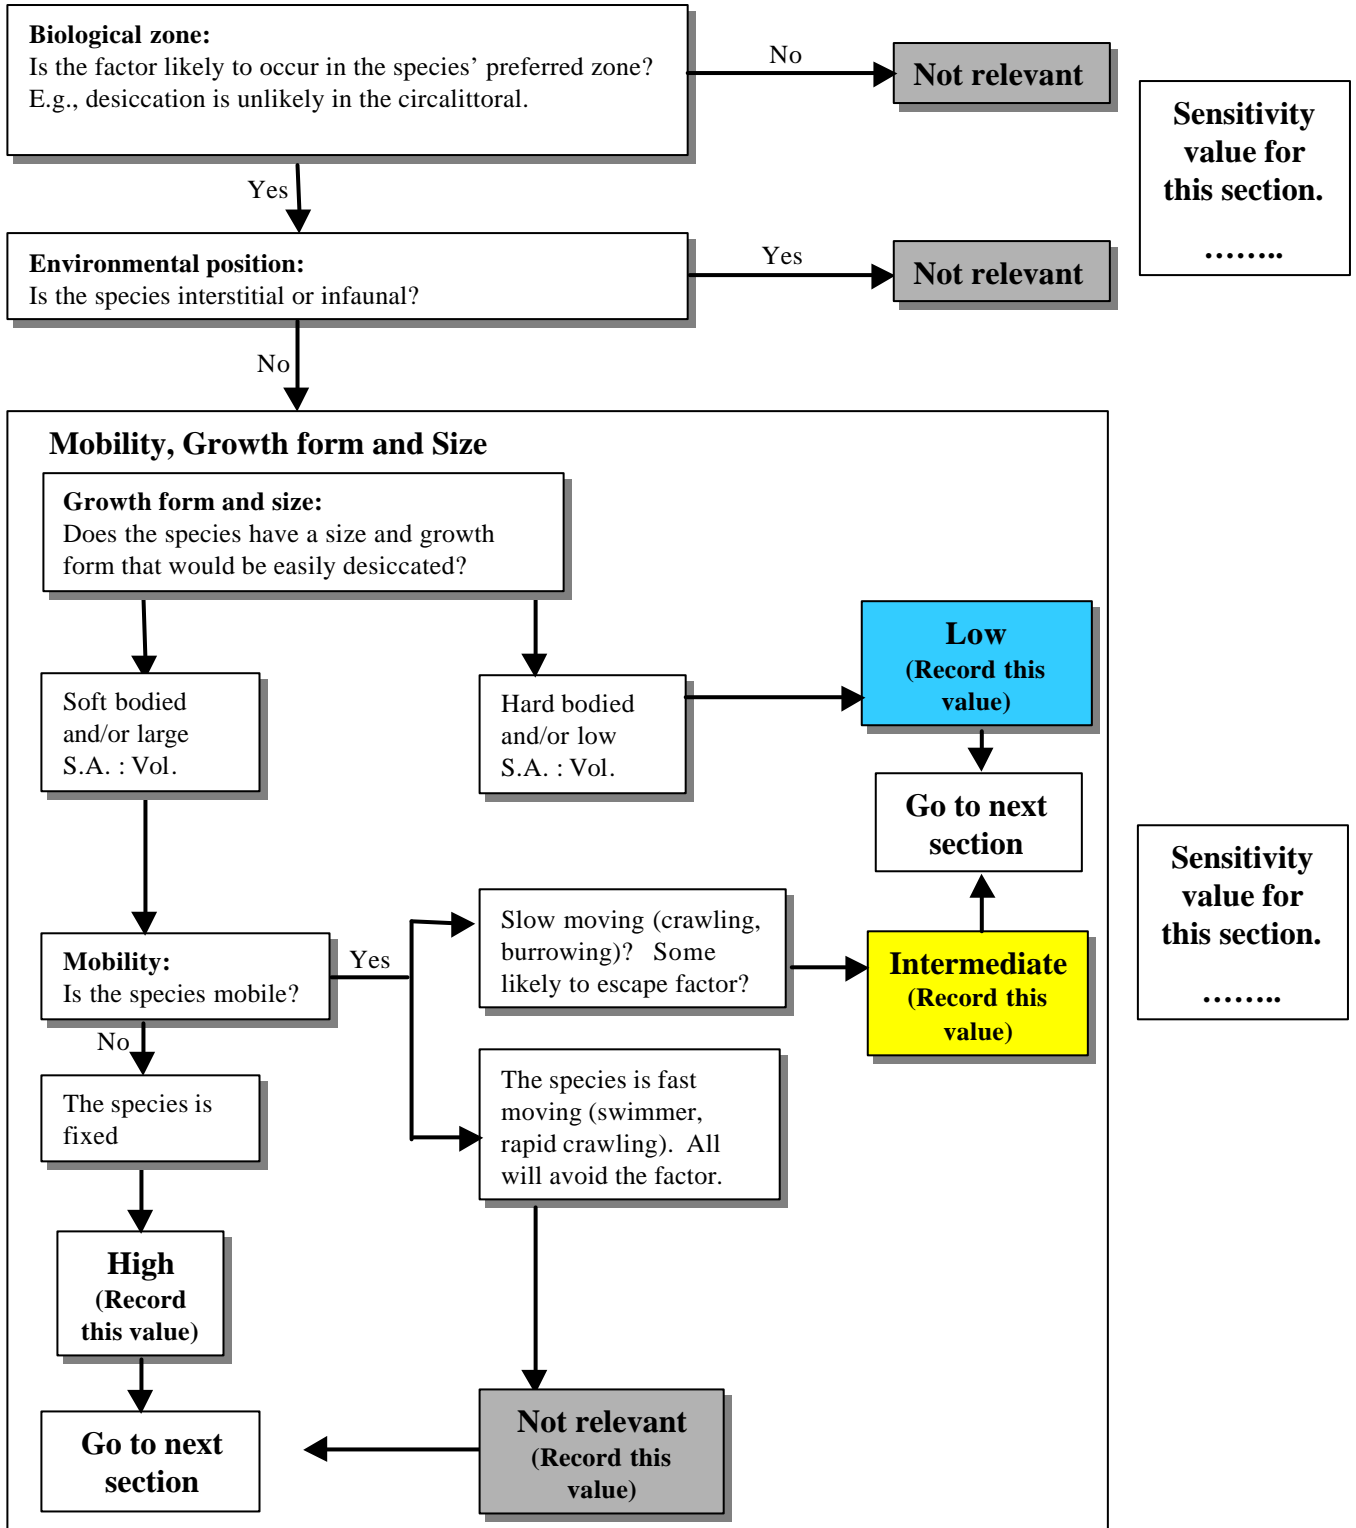 Biological zone:
Is the factor likely to occur in the species’ preferred zone?
E.g., desiccation is unlikely in the circalittoral.
No
Not relevant
Sensitivity
value for
this section.
……..
Yes
Environmental position:
Is the species interstitial or infaunal?
Yes
Not relevant
No
Mobility, Growth form and Size
Growth form and size:
Does the species have a size and growth
form that would be easily desiccated?
Soft bodied
and/or large
S.A. : Vol.
Hard bodied
and/or low
S.A. : Vol.
Low
(Record this
value)
Go to next
section
Sensitivity
value for
this section.
……..
Mobility:
Is the species mobile?
Yes
Slow moving (crawling,
burrowing)? Some
likely to escape factor?
Intermediate
(Record this
value)
No
The species is
fixed
The species is fast
moving (swimmer,
rapid crawling). All
will avoid the factor.
High
(Record
this value)
Go to next
section
Not relevant
(Record this
value)